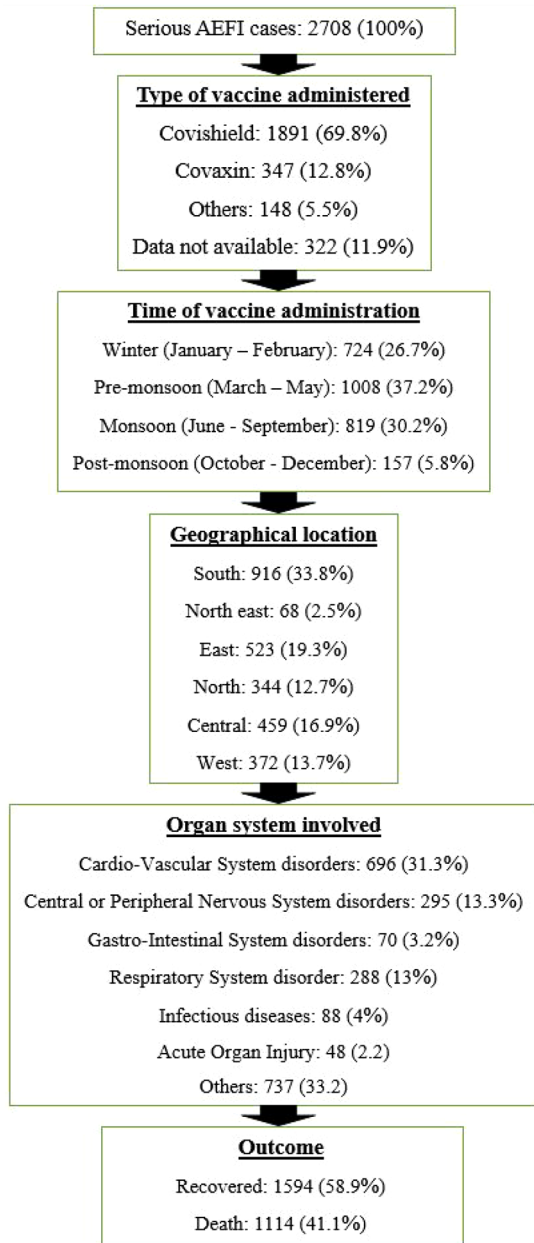 Serious AEFI cases: 2708 (100%)
Type of vaccine administered
Covishield: 1891 (69.8%)
Covaxin: 347 (12.8%)
Others: 148 (5.5%)
Data not available: 322 (11.9%)
Time of vaccine administration
Winter (January – February): 724 (26.7%)
Pre-monsoon (March – May): 1008 (37.2%)
Monsoon (June - September): 819 (30.2%)
Post-monsoon (October - December): 157 (5.8%)
Geographical location
South: 916 (33.8%)
North east: 68 (2.5%)
East: 523 (19.3%)
North: 344 (12.7%)
Central: 459 (16.9%)
West: 372 (13.7%)
Organ system involved
Cardio-Vascular System disorders: 696 (31.3%)
Central or Peripheral Nervous System disorders: 295 (13.3%)
Gastro-Intestinal System disorders: 70 (3.2%)
Respiratory System disorder: 288 (13%)
Infectious diseases: 88 (4%)
Acute Organ Injury: 48 (2.2)
Others: 737 (33.2)
Outcome
Recovered: 1594 (58.9%)
Death: 1114 (41.1%)